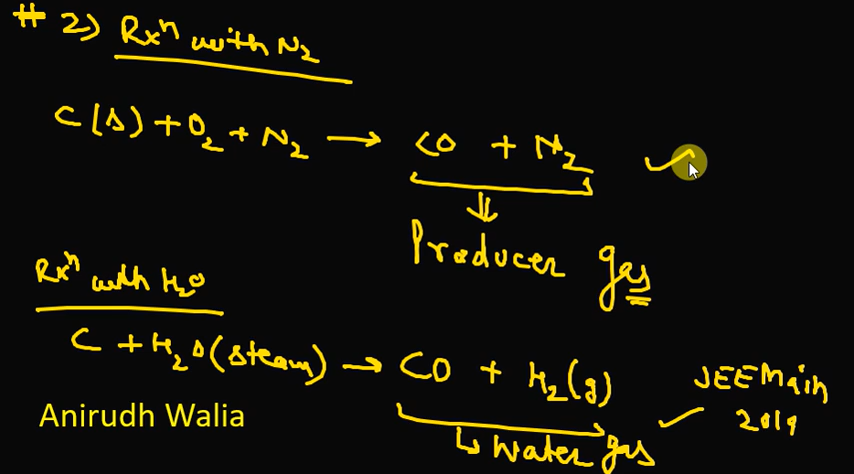 # 2) Rxⁿ with N₂
C(s) + O₂ + N₂ → CO + N₂
⇓
Producer gas
Rxⁿ with H₂O
C + H₂O(steam) → CO + H₂(g)
JEE Main
2019
Anirudh Walia
↳ Water gas